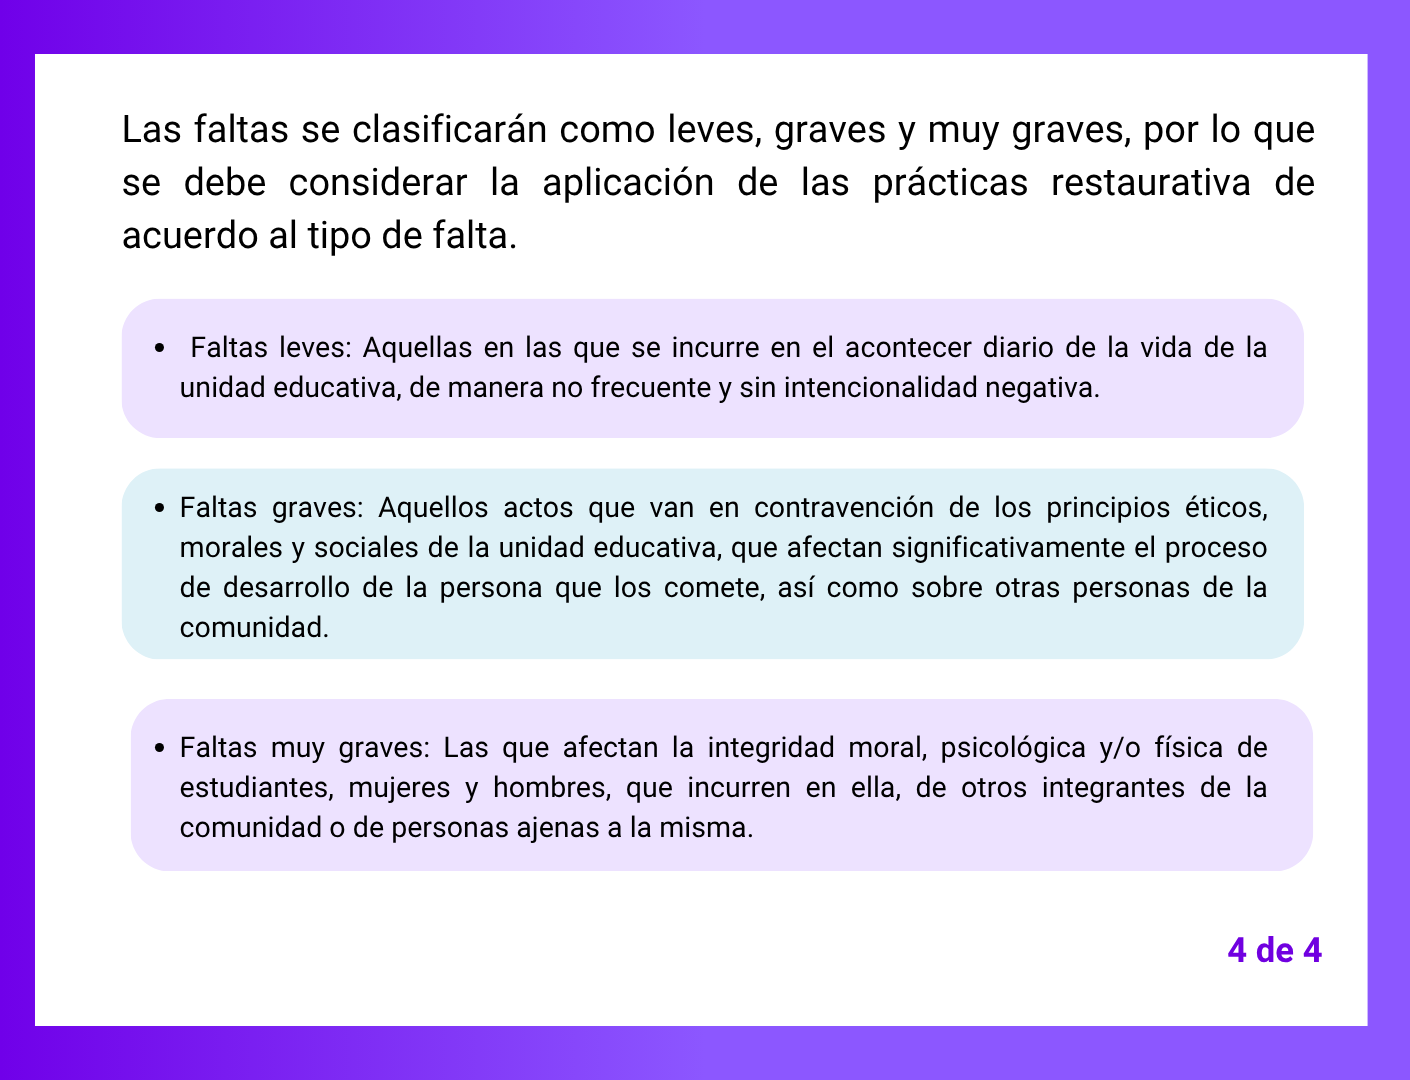 Las faltas se clasificarán como leves, graves y muy graves, por lo que
se debe considerar la aplicación de las prácticas restaurativa de
acuerdo al tipo de falta.
• Faltas leves: Aquellas en las que se incurre en el acontecer diario de la vida de la
unidad educativa, de manera no frecuente y sin intencionalidad negativa.
• Faltas graves: Aquellos actos que van en contravención de los principios éticos,
morales y sociales de la unidad educativa, que afectan significativamente el proceso
de desarrollo de la persona que los comete, así como sobre otras personas de la
comunidad.
• Faltas muy graves: Las que afectan la integridad moral, psicológica y/o física de
estudiantes, mujeres y hombres, que incurren en ella, de otros integrantes de la
comunidad o de personas ajenas a la misma.
4 de 4